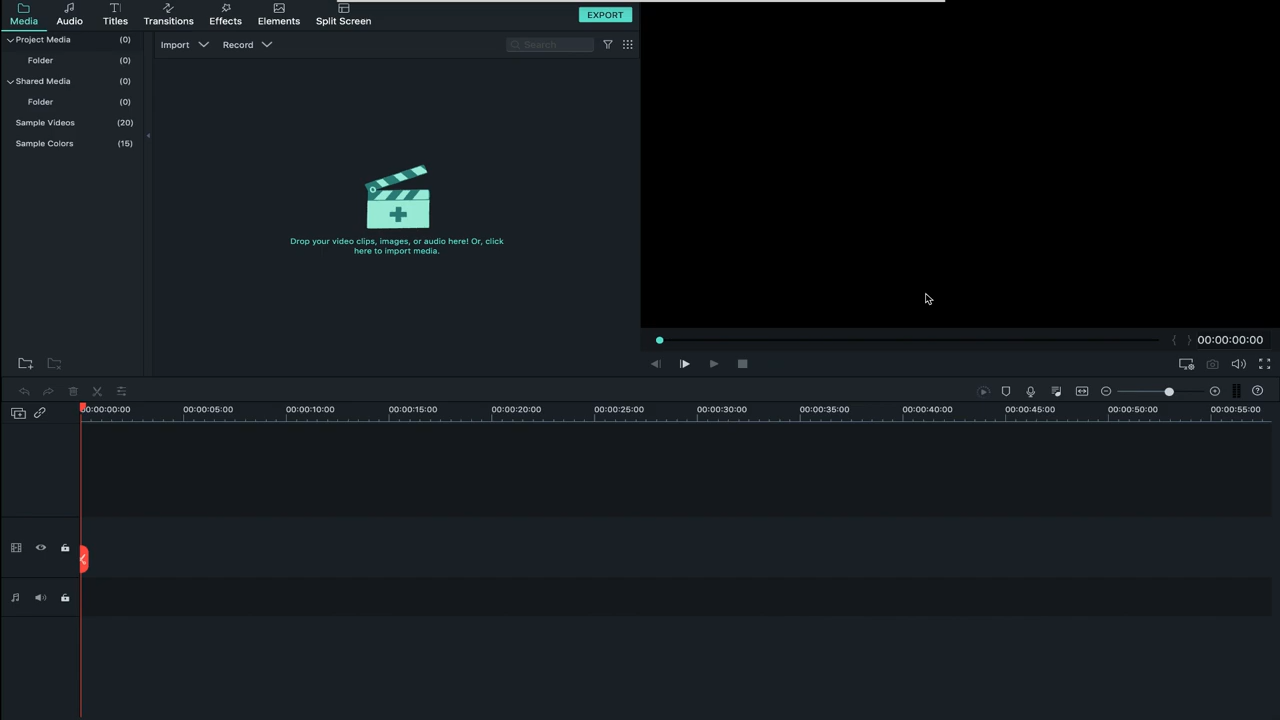 Media Audio Titles Transitions Effects Elements Split Screen EXPORT
Project Media (0)
Folder (0)
Shared Media (0)
Folder (0)
Sample Videos (20)
Sample Colors (15)
Import Record Search
Drop your video clips, images, or audio here! Or, click
here to import media.
00:00:00:00
00:00:00:00 00:00:05:00 00:00:10:00 00:00:15:00 00:00:20:00 00:00:25:00 00:00:30:00 00:00:35:00 00:00:40:00 00:00:45:00 00:00:50:00 00:00:55:00